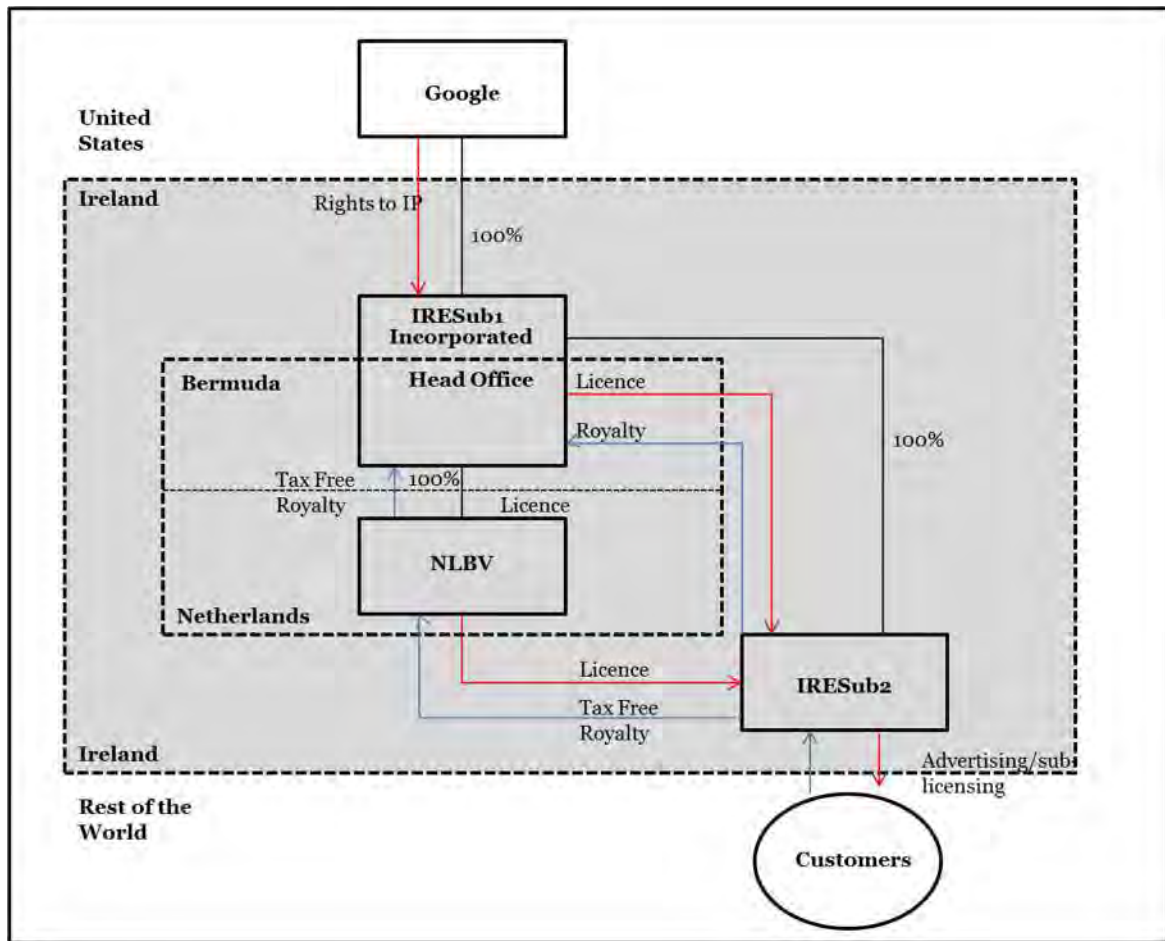 Google
United
States
Ireland
Rights to IP
100%
IRESub1
Incorporated
Bermuda
Head Office
Licence
Royalty
100%
Tax Free
100%
Royalty
Licence
NLBV
Netherlands
Licence
IRESub2
Tax Free
Royalty
Ireland
Advertising/sub
licensing
Rest of the
World
Customers